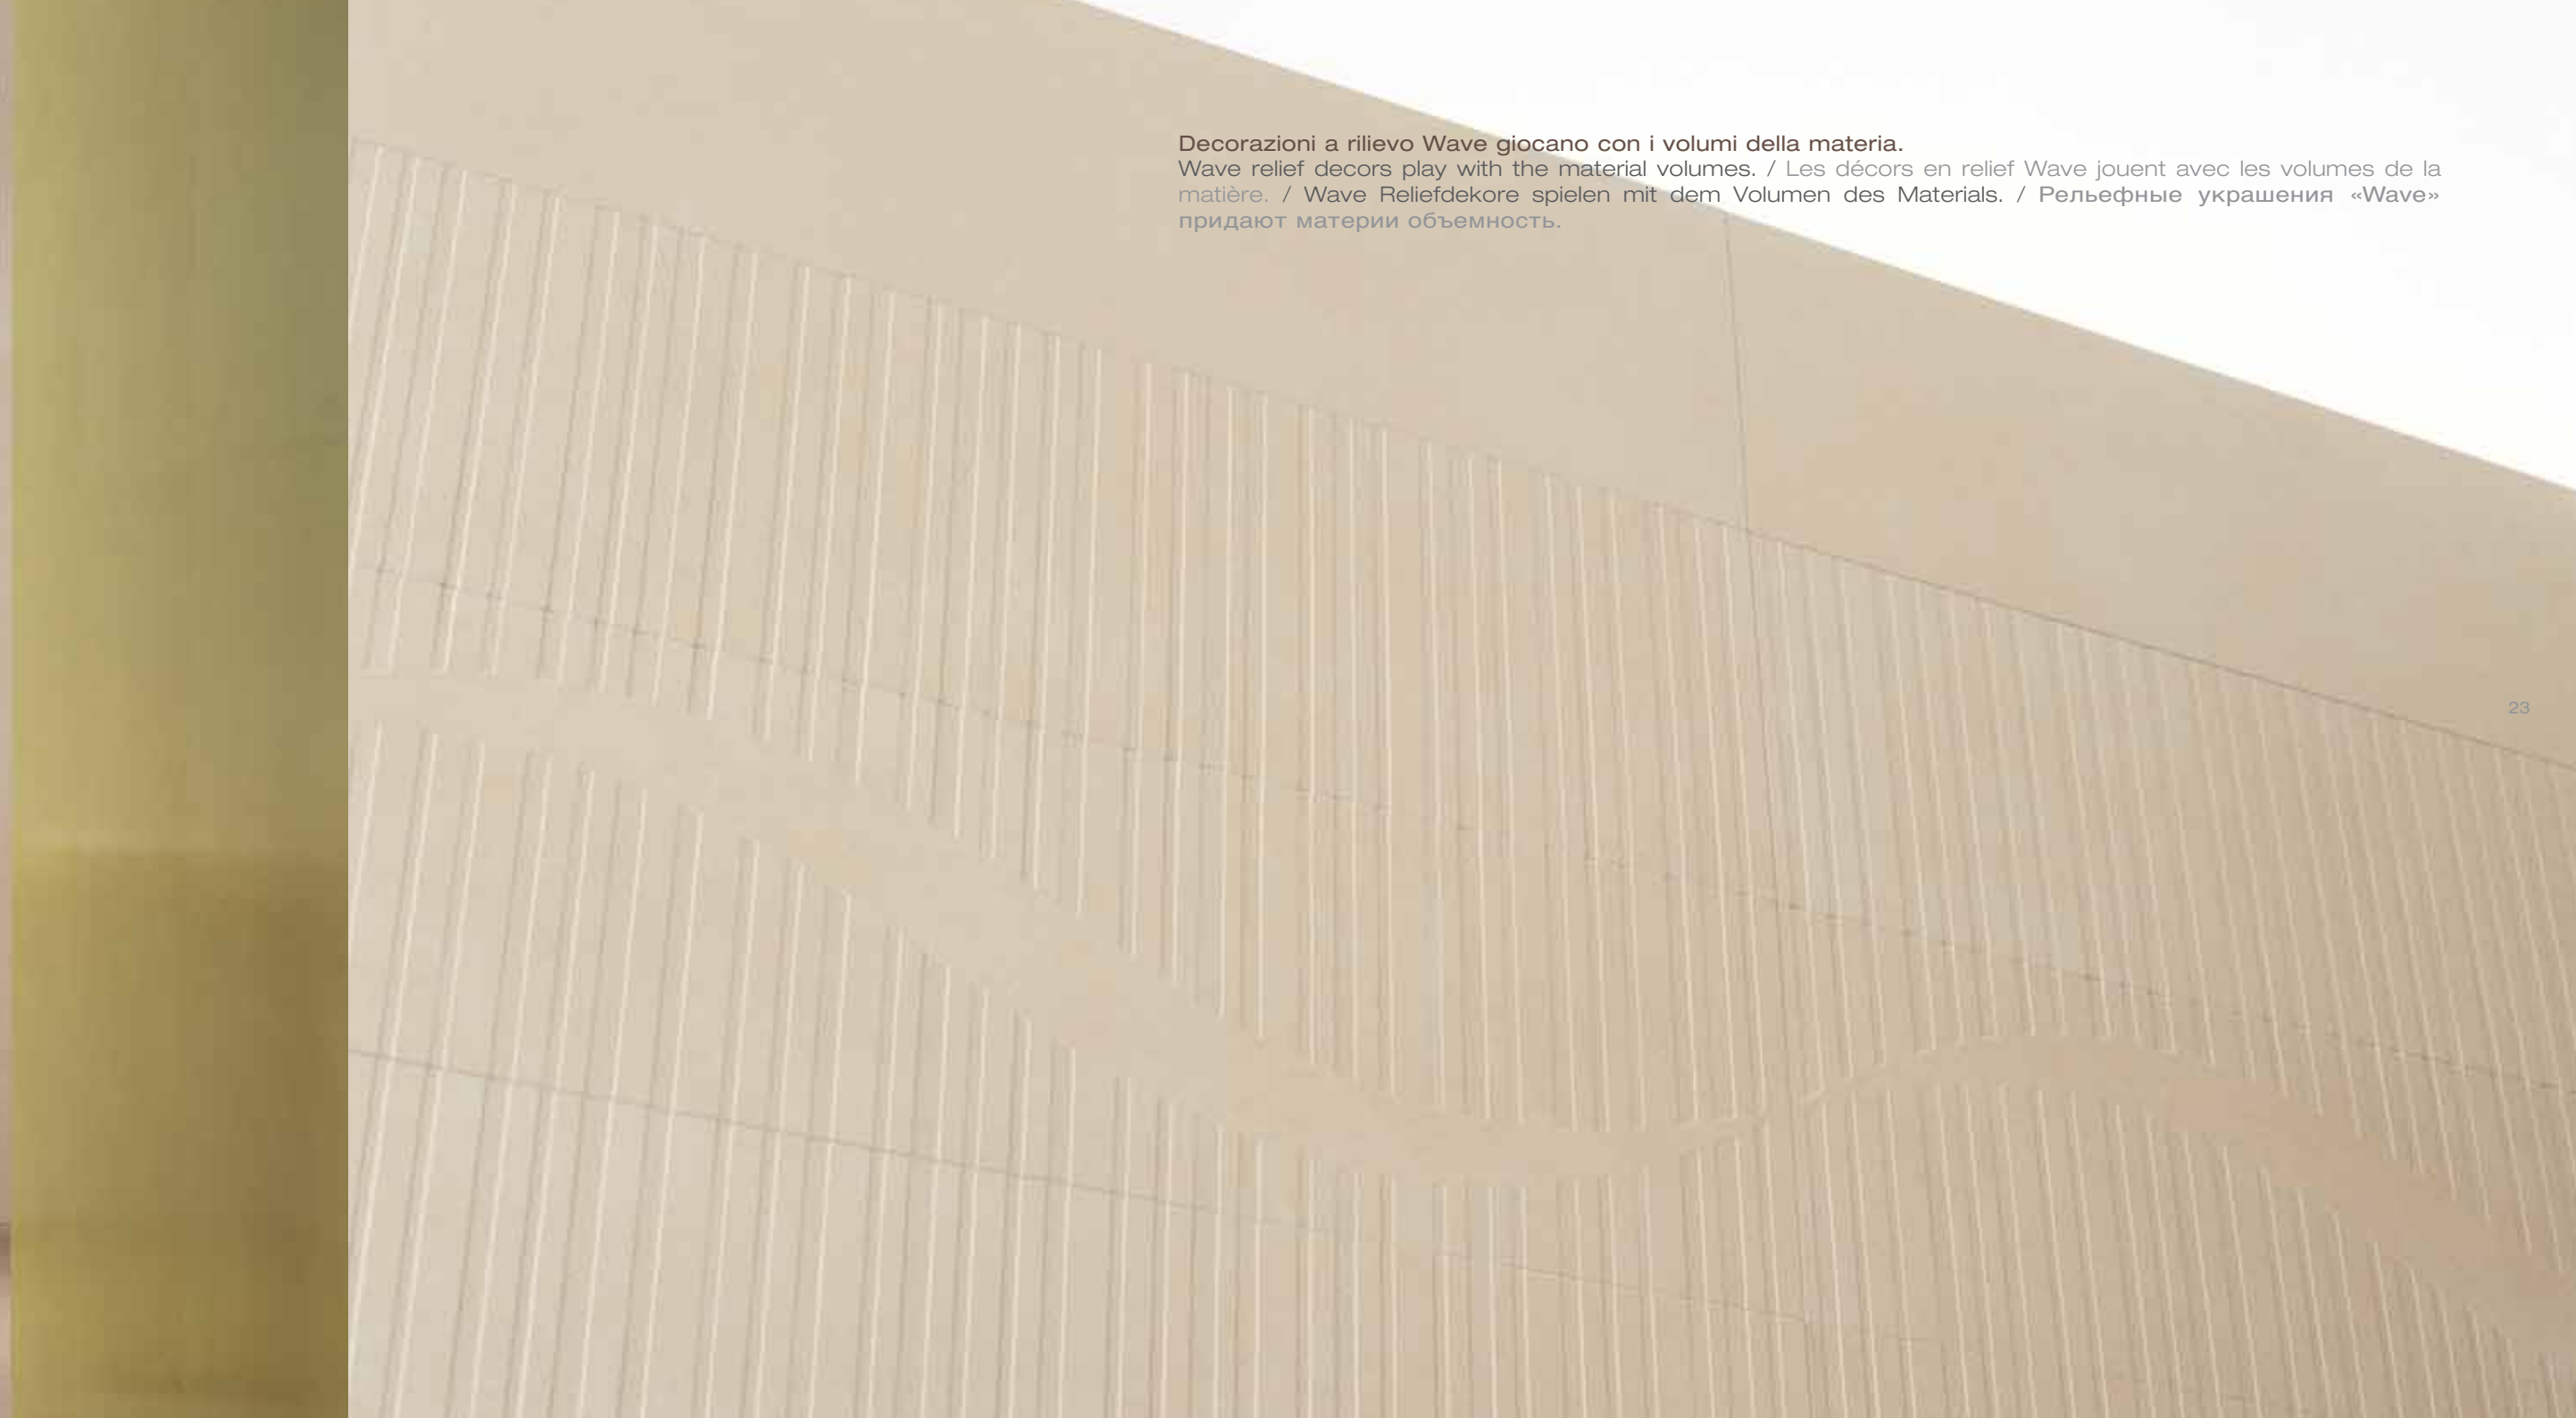 Decorazioni a rilievo Wave giocano con i volumi della materia.
Wave relief decors play with the material volumes. / Les décors en relief Wave jouent avec les volumes de la
matière. / Wave Reliefdekore spielen mit dem Volumen des Materials. / Рельефные украшения «Wave»
придают материи объемность.
23